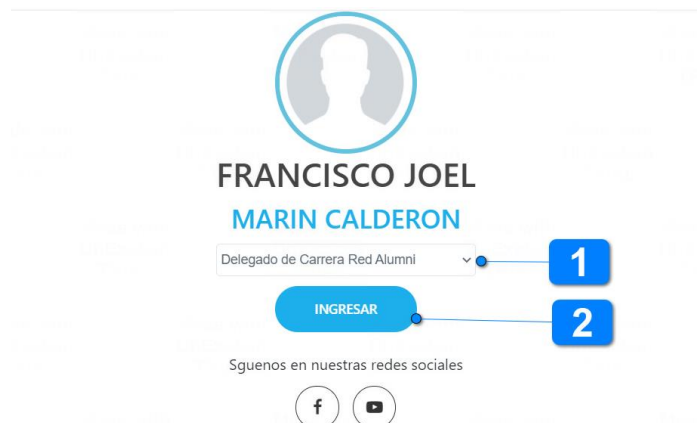 FRANCISCO JOEL
MARIN CALDERON
Delegado de Carrera Red Alumni
1
INGRESAR
2
Sguenos en nuestras redes sociales
f